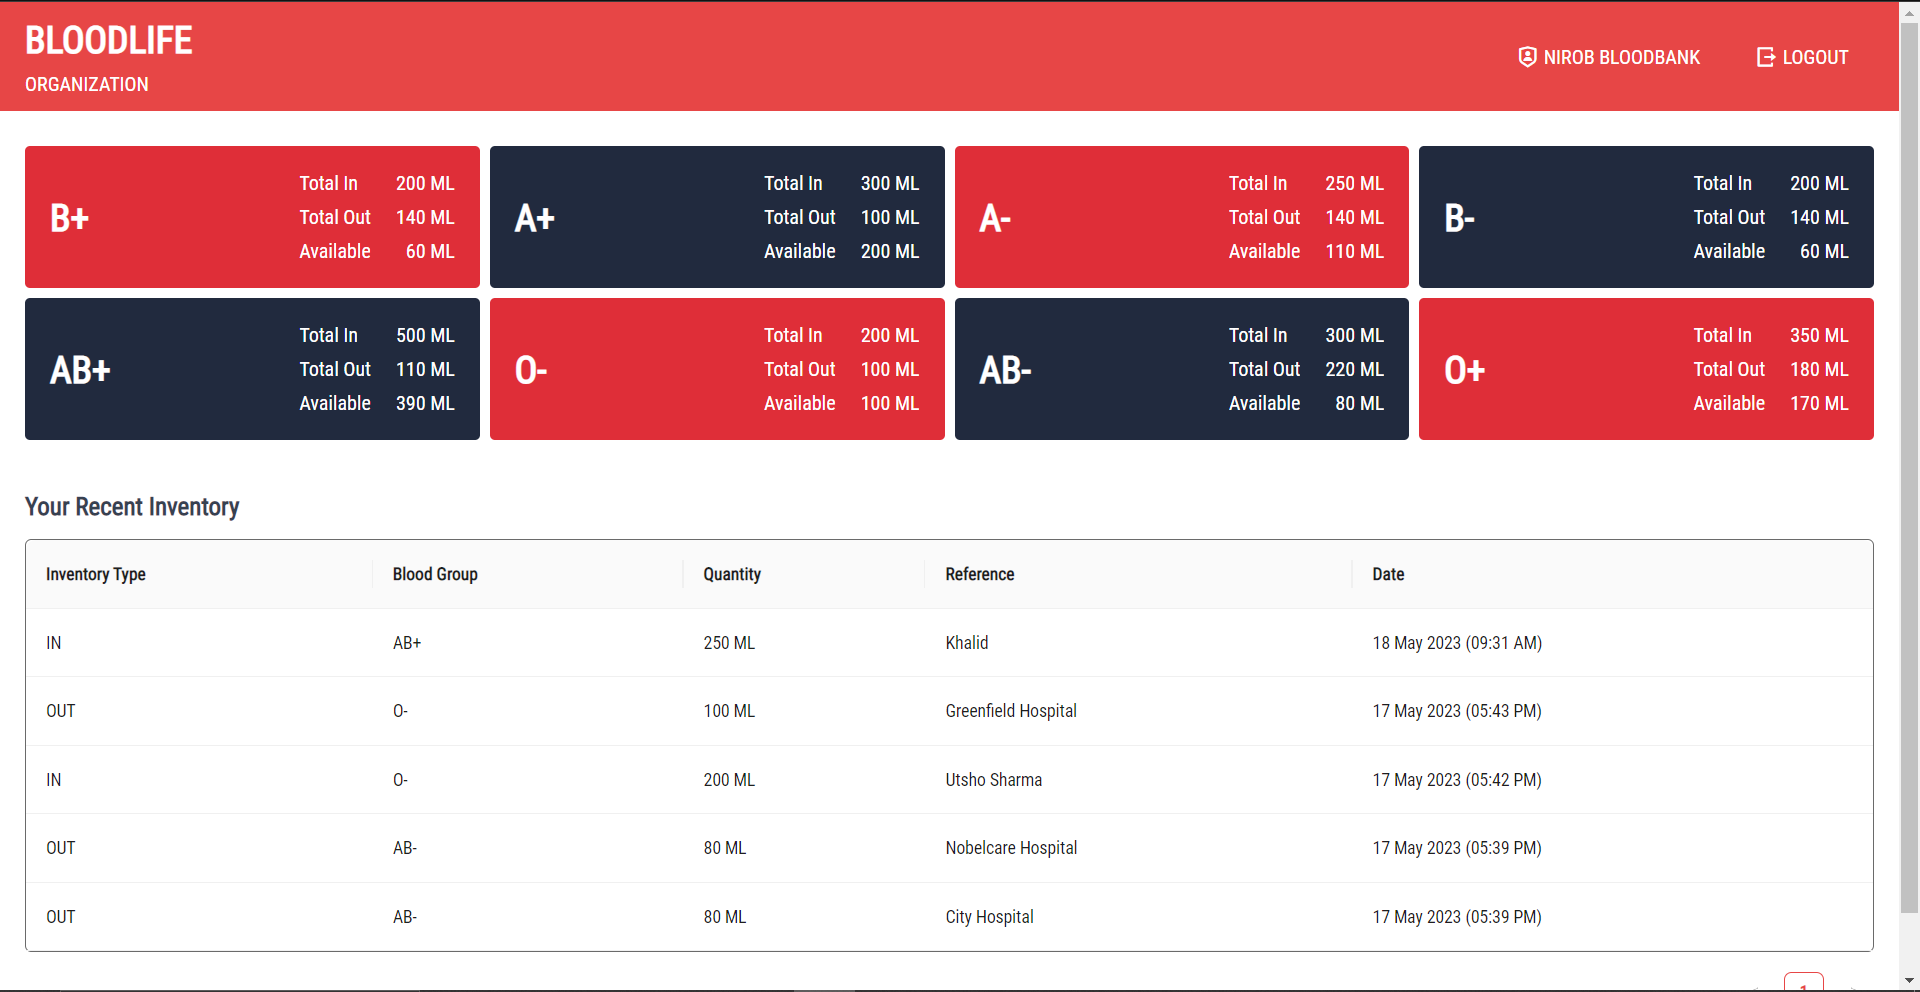 BLOODLIFE
ORGANIZATION
NIROB BLOODBANK
LOGOUT
B+
Total In 200 ML
Total Out 140 ML
Available 60 ML
A+
Total In 300 ML
Total Out 100 ML
Available 200 ML
A-
Total In 250 ML
Total Out 140 ML
Available 110 ML
B-
Total In 200 ML
Total Out 140 ML
Available 60 ML
AB+
Total In 500 ML
Total Out 110 ML
Available 390 ML
O-
Total In 200 ML
Total Out 100 ML
Available 100 ML
AB-
Total In 300 ML
Total Out 220 ML
Available 80 ML
O+
Total In 350 ML
Total Out 180 ML
Available 170 ML
Your Recent Inventory
Inventory Type Blood Group Quantity Reference Date
IN AB+ 250 ML Khalid 18 May 2023 (09:31 AM)
OUT O- 100 ML Greenfield Hospital 17 May 2023 (05:43 PM)
IN O- 200 ML Utsho Sharma 17 May 2023 (05:42 PM)
OUT AB- 80 ML Nobelcare Hospital 17 May 2023 (05:39 PM)
OUT AB- 80 ML City Hospital 17 May 2023 (05:39 PM)